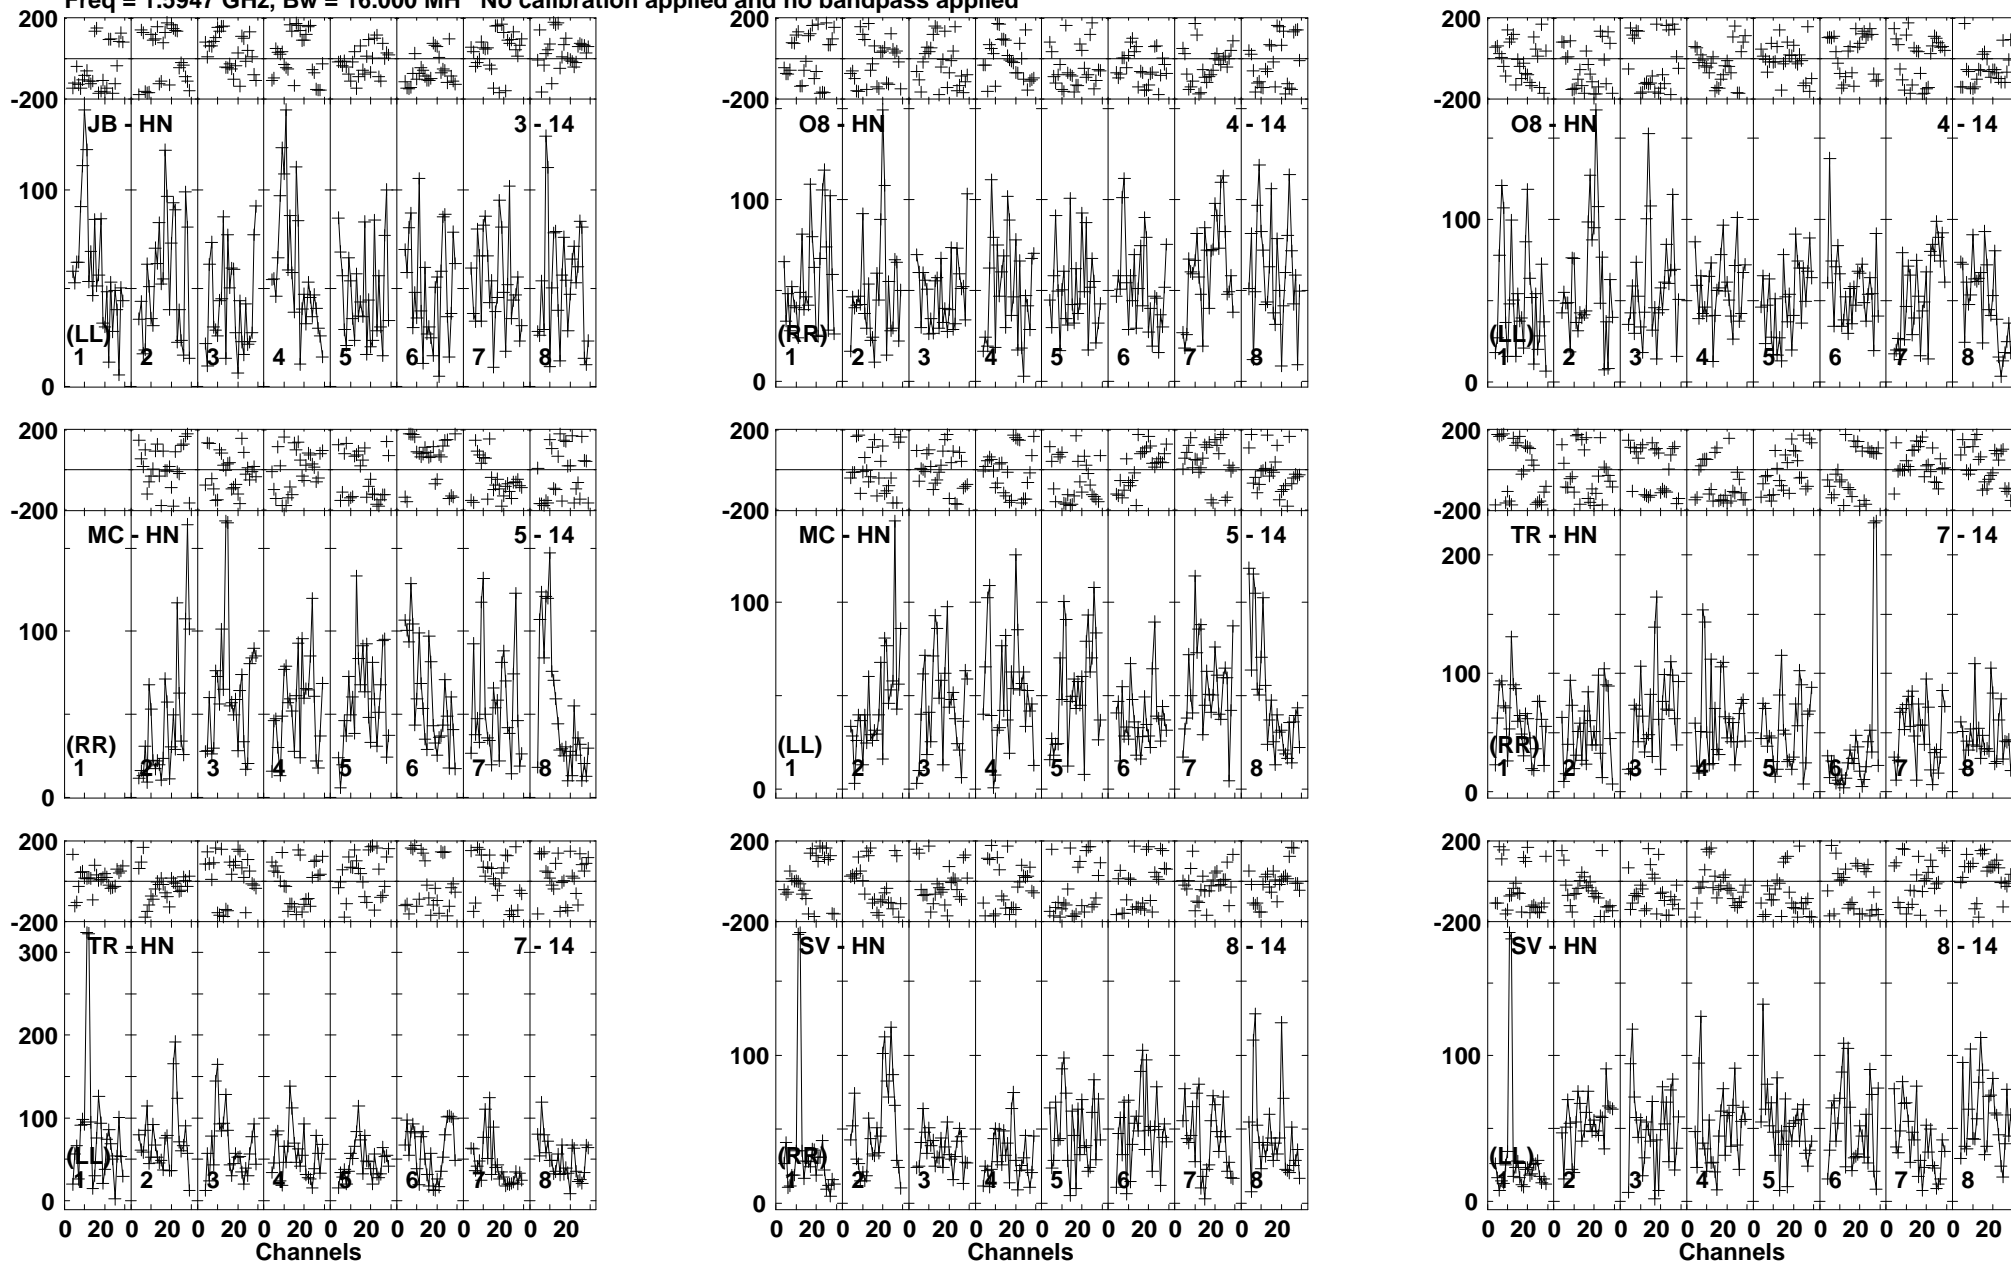 Freq = 1.5947 GHz, Bw = 16.000 MH No calibration applied and no bandpass applied
200 200 200
-200 -200 -200
JB - HN 3 - 14 O8 - HN 4 - 14 O8 - HN 4 - 14
100 100 100
(LL) (RR) (LL)
1 2 3 4 5 6 7 8 1 2 3 4 5 6 7 8 1 2 3 4 5 6 7 8
0 0 0
200 200 200
-200 -200 -200
MC - HN 5 - 14 MC - HN 5 - 14 TR - HN 7 - 14
200
100 100 100
(RR) (LL) (RR)
1 2 3 4 5 6 7 8 1 2 3 4 5 6 7 8 1 2 3 4 5 6 7 8
0 0 0
200 200 200
-200 -200 -200
TR - HN 7 - 14 SV - HN 8 - 14 SV - HN 8 - 14
300
200
100 100 100
(LL) (RR) (LL)
1 2 3 4 5 6 7 8 1 2 3 4 5 6 7 8 1 2 3 4 5 6 7 8
0 0 0
0 20 0 20 0 20 0 20 0 20 0 20 0 20 0 20 0 20 0 20 0 20 0 20 0 20 0 20 0 20 0 20 0 20 0 20 0 20 0 20 0 20 0 20 0 20 0 20
Channels Channels Channels